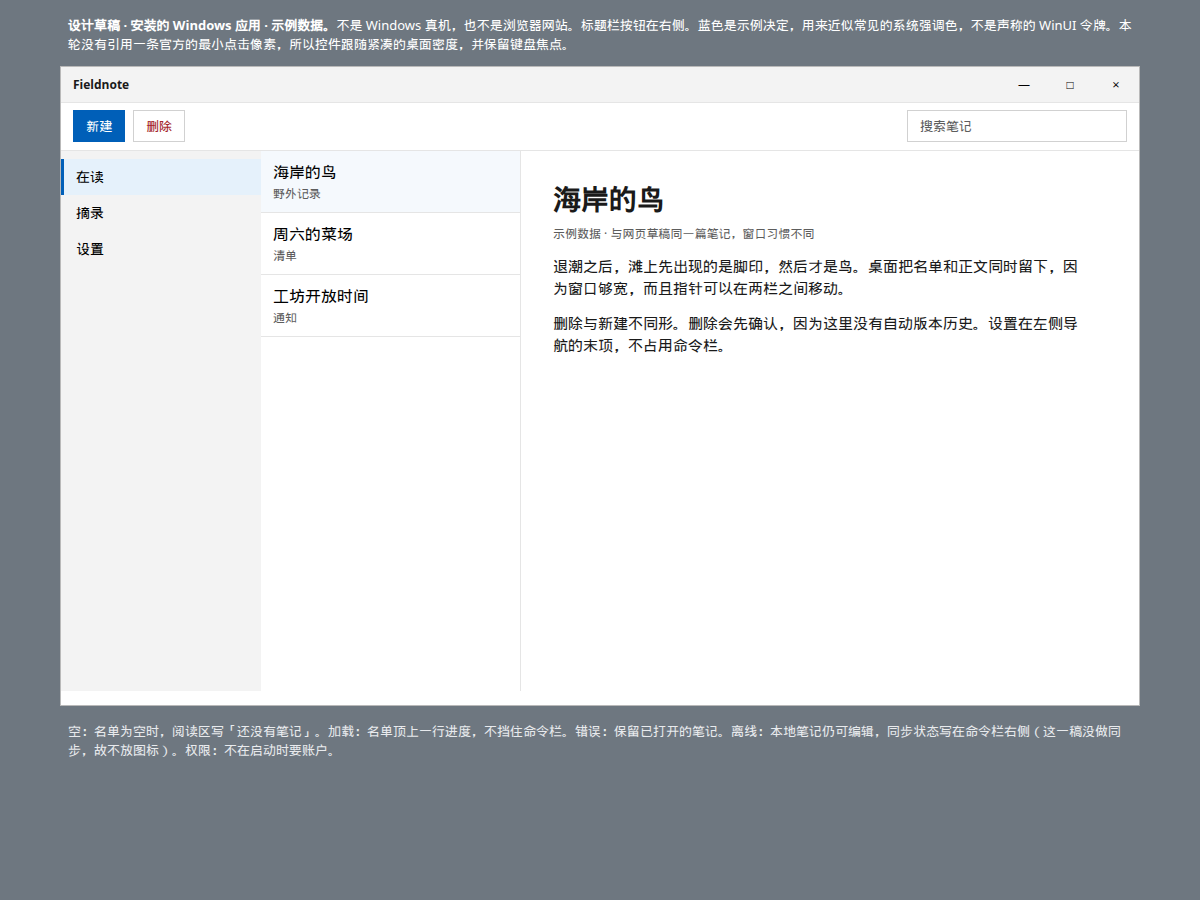 设计草稿 · 安装的 Windows 应用 · 示例数据。不是 Windows 真机，也不是浏览器网站。标题栏按钮在右侧。蓝色是示例决定，用来近似常见的系统强调色，不是声称的 WinUI 令牌。本
轮没有引用一条官方的最小点击像素，所以控件跟随紧凑的桌面密度，并保留键盘焦点。
Fieldnote
新建 删除 搜索笔记
在读
摘录
设置
海岸的鸟
野外记录
周六的菜场
清单
工坊开放时间
通知
海岸的鸟
示例数据 · 与网页草稿同一篇笔记，窗口习惯不同
退潮之后，滩上先出现的是脚印，然后才是鸟。桌面把名单和正文同时留下，因
为窗口够宽，而且指针可以在两栏之间移动。
删除与新建不同形。删除会先确认，因为这里没有自动版本历史。设置在左侧导
航的末项，不占用命令栏。
空：名单为空时，阅读区写「还没有笔记」。加载：名单顶上一行进度，不挡住命令栏。错误：保留已打开的笔记。离线：本地笔记仍可编辑，同步状态写在命令栏右侧（这一稿没做同
步，故不放图标）。权限：不在启动时要账户。